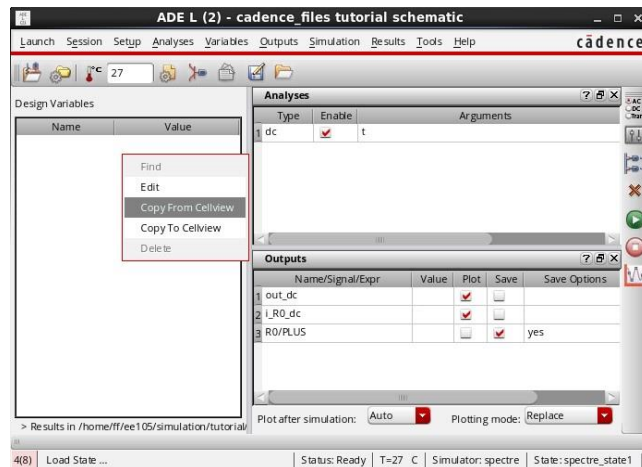 ADE L (2) - cadence_files tutorial schematic
Launch Session Setup Analyses Variables Outputs Simulation Results Tools Help cādence
°C 27
Design Variables
Name Value
Find
Edit
Copy From Cellview
Copy To Cellview
Delete
> Results in /home/ff/ee105/simulation/tutorial/
Analyses
Type Enable Arguments
1 dc t
Outputs
Name/Signal/Expr Value Plot Save Save Options
1 out_dc
2 i_R0_dc
3 R0/PLUS yes
Plot after simulation: Auto Plotting mode: Replace
AC
DC
Tran
4(8) Load State ... Status: Ready T=27 C Simulator: spectre State: spectre_state1